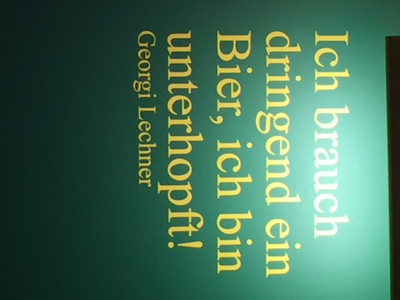 Ich brauch
dringend ein
Bier, ich bin
unterhopft!
Georgi Lechner